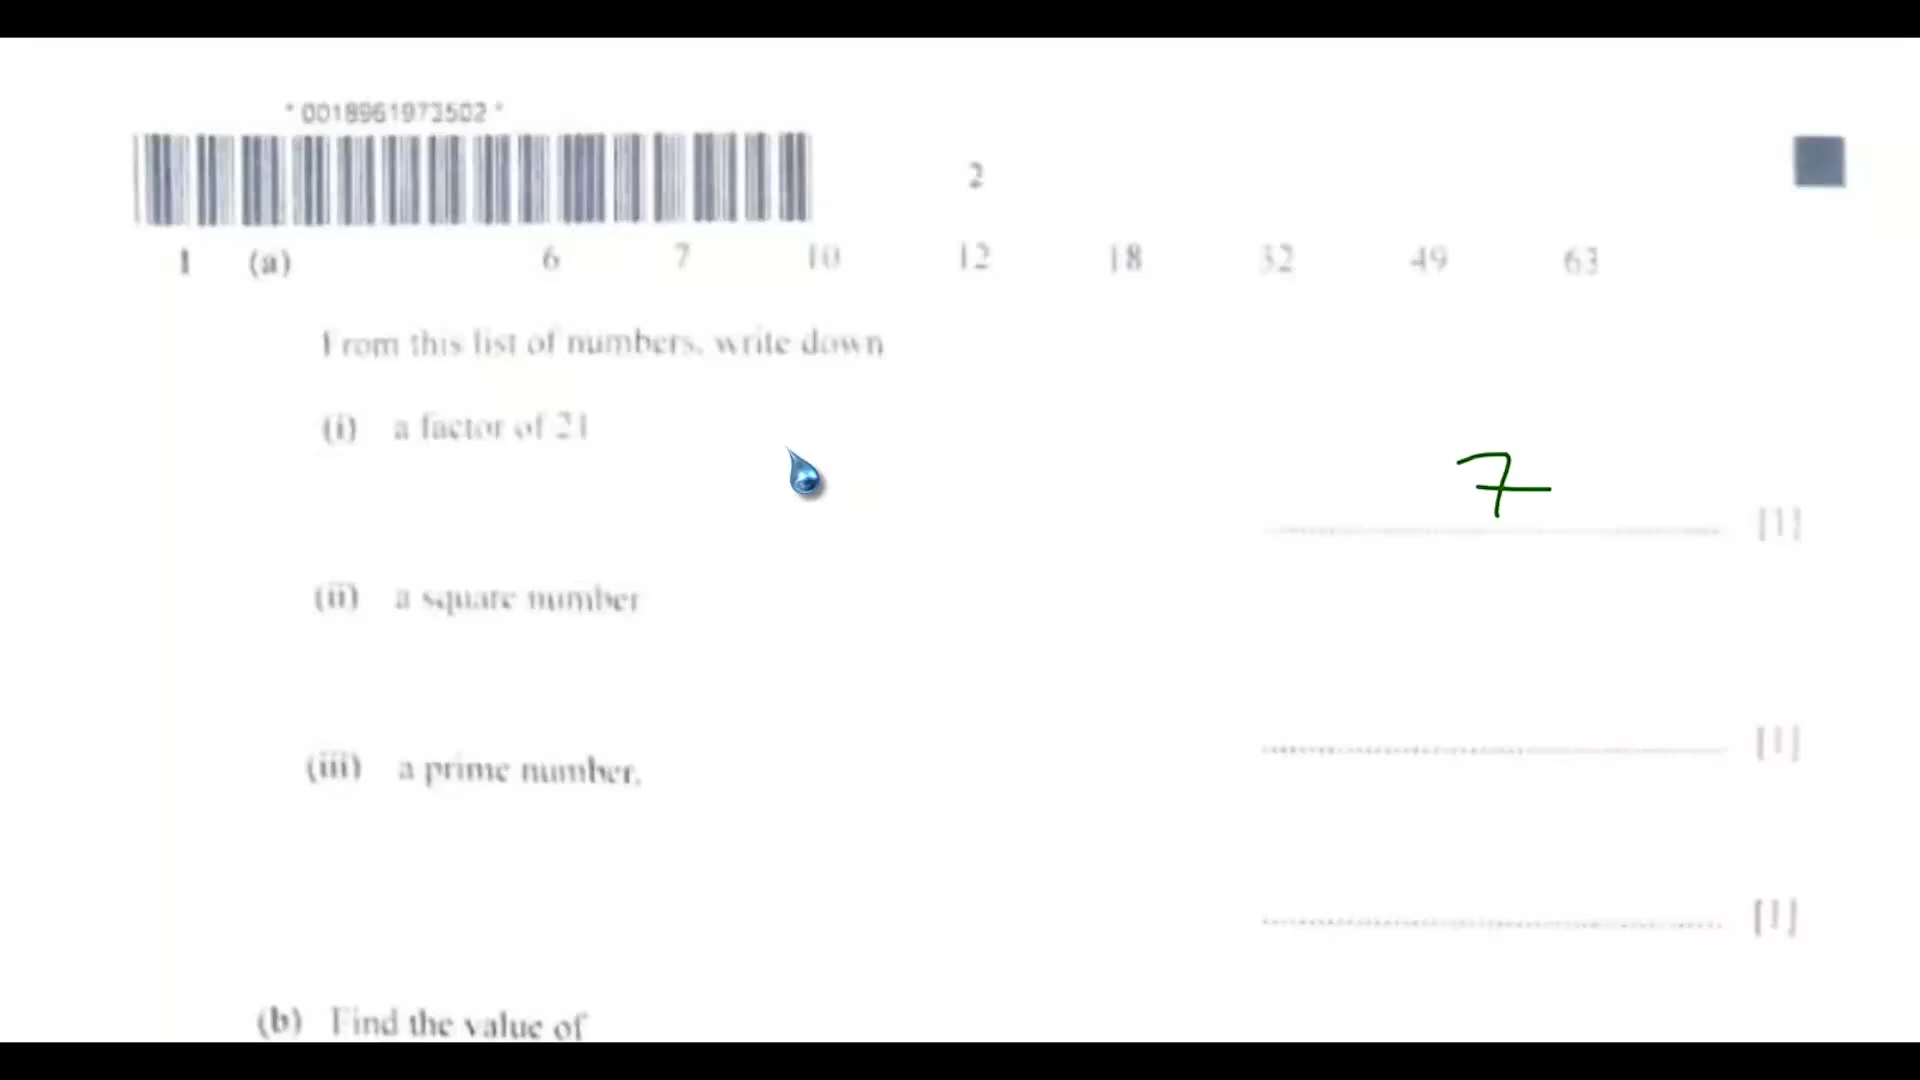 * 0018961973502 *
2
1 (a) 6 7 10 12 18 32 49 63
From this list of numbers, write down
(i) a factor of 21
7
[1]
(ii) a square number
[1]
(iii) a prime number.
[1]
(b) Find the value of